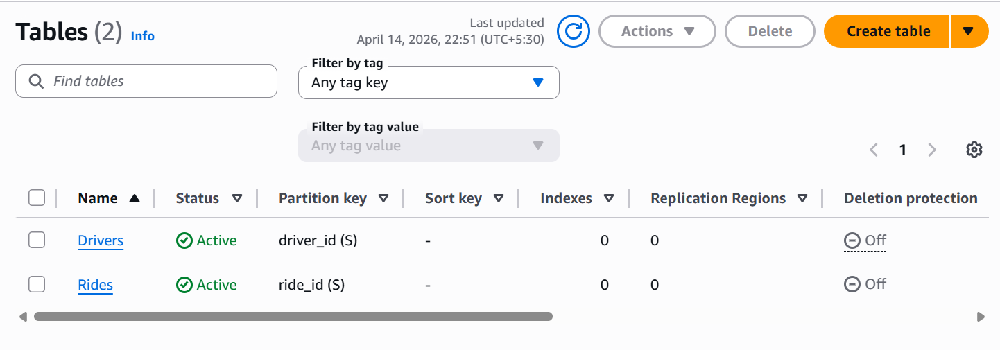 Tables (2) Info
Last updated
April 14, 2026, 22:51 (UTC+5:30)
Actions
Delete
Create table
Find tables
Filter by tag
Any tag key
Filter by tag value
Any tag value
1
Name Status Partition key Sort key Indexes Replication Regions Deletion protection
Drivers Active driver_id (S) - 0 0 Off
Rides Active ride_id (S) - 0 0 Off